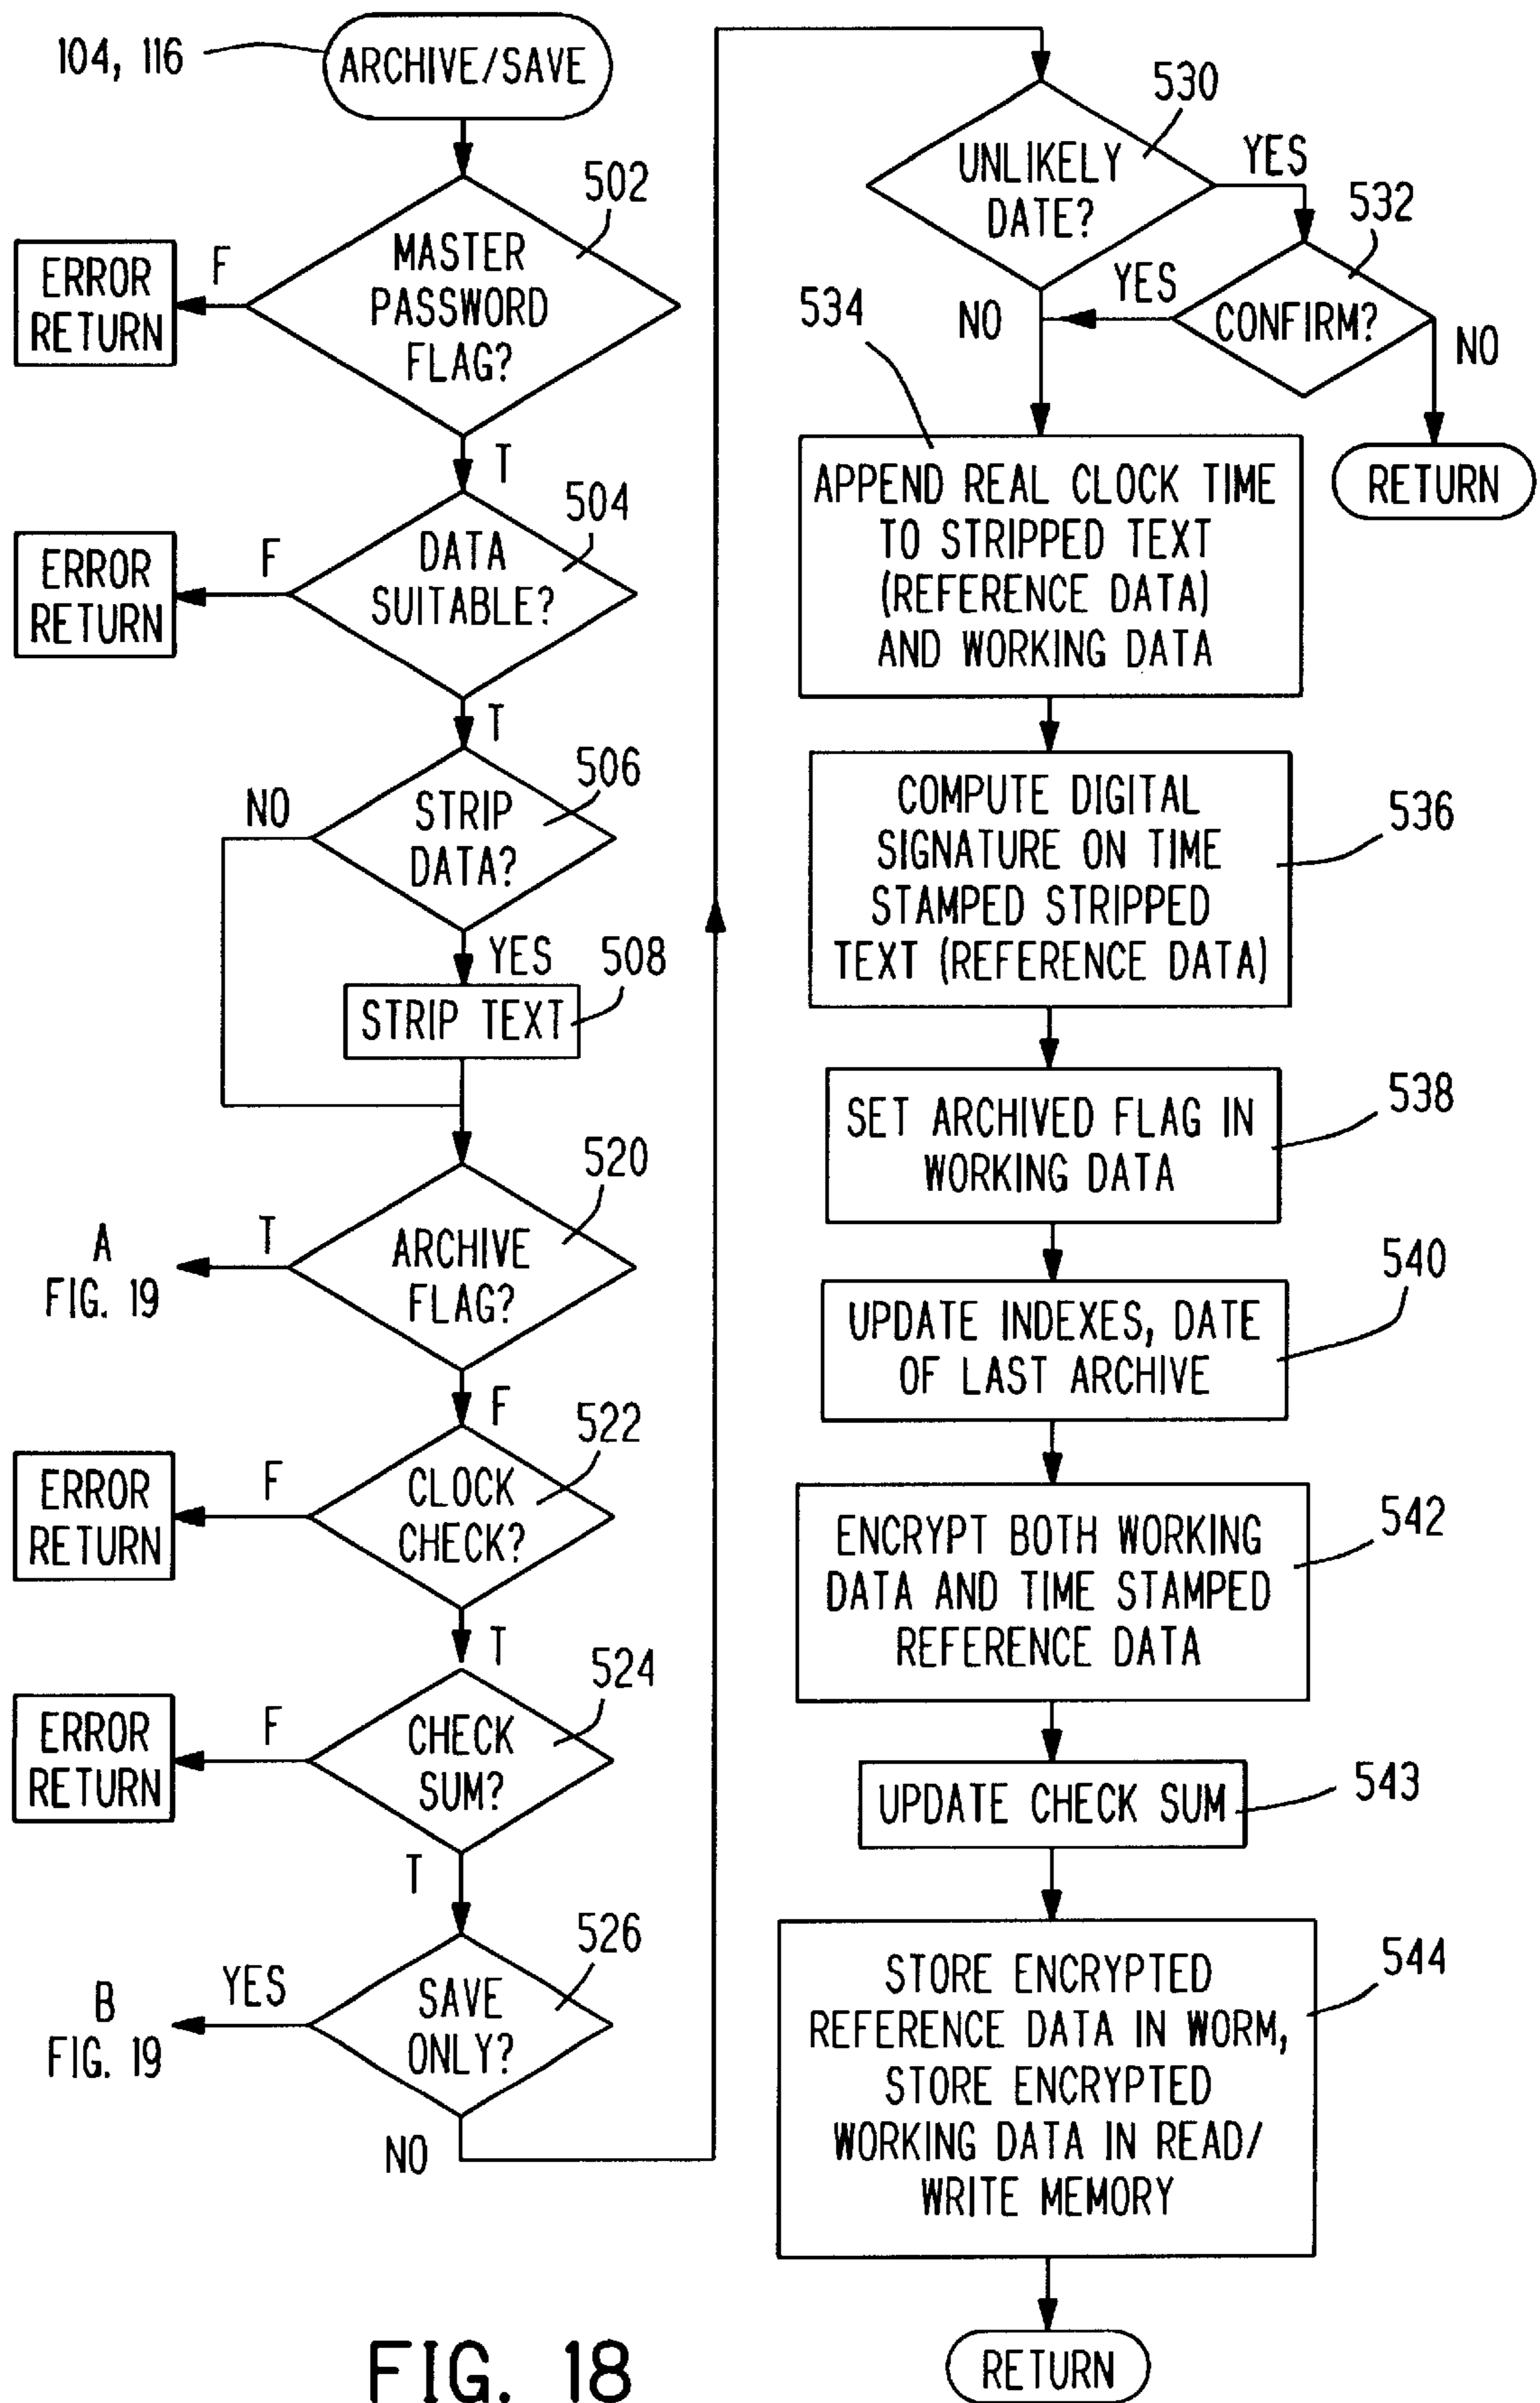 104, 116
ARCHIVE/SAVE
502
MASTER
PASSWORD
FLAG?
F
ERROR
RETURN
T
504
DATA
SUITABLE?
F
ERROR
RETURN
T
506
STRIP
DATA?
NO
YES
508
STRIP TEXT
520
ARCHIVE
FLAG?
T
A
FIG. 19
F
522
CLOCK
CHECK?
F
ERROR
RETURN
T
524
CHECK
SUM?
F
ERROR
RETURN
T
526
SAVE
ONLY?
YES
B
FIG. 19
NO
530
UNLIKELY
DATE?
YES
532
CONFIRM?
YES
NO
NO
RETURN
534
APPEND REAL CLOCK TIME
TO STRIPPED TEXT
(REFERENCE DATA)
AND WORKING DATA
COMPUTE DIGITAL
SIGNATURE ON TIME
STAMPED STRIPPED
TEXT (REFERENCE DATA)
536
SET ARCHIVED FLAG IN
WORKING DATA
538
UPDATE INDEXES, DATE
OF LAST ARCHIVE
540
ENCRYPT BOTH WORKING
DATA AND TIME STAMPED
REFERENCE DATA
542
UPDATE CHECK SUM
543
STORE ENCRYPTED
REFERENCE DATA IN WORM,
STORE ENCRYPTED
WORKING DATA IN READ/
WRITE MEMORY
544
RETURN
FIG. 18